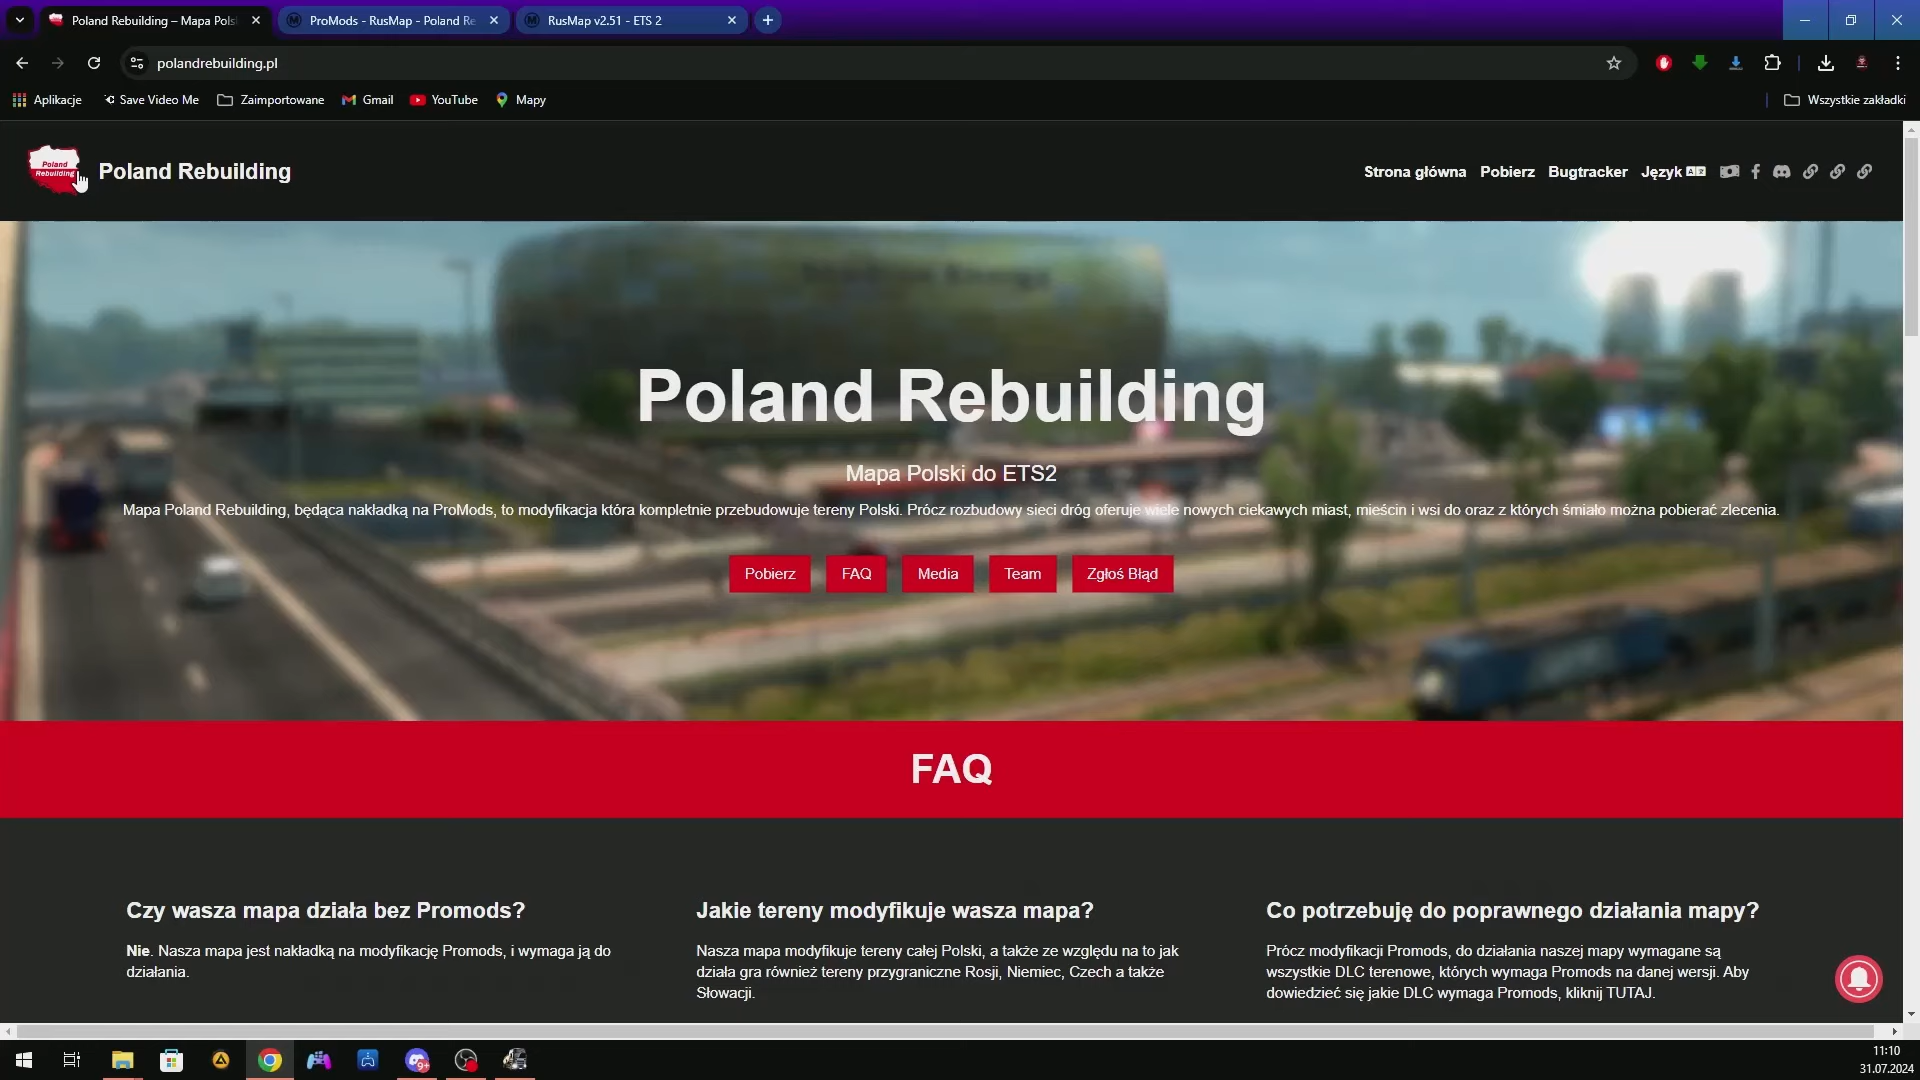 Poland Rebuilding – Mapa Pols
ProMods - RusMap - Poland Re
RusMap v2.51 - ETS 2
polandrebuilding.pl
Aplikacje
Save Video Me
Zaimportowane
Gmail
YouTube
Mapy
Wszystkie zakładki
Poland
Rebuilding
Poland Rebuilding
Strona główna
Pobierz
Bugtracker
Język
Poland Rebuilding
Mapa Polski do ETS2
Mapa Poland Rebuilding, będąca nakładką na ProMods, to modyfikacja która kompletnie przebudowuje tereny Polski. Prócz rozbudowy sieci dróg oferuje wiele nowych ciekawych miast, mieścin i wsi do oraz z których śmiało można pobierać zlecenia.
Pobierz
FAQ
Media
Team
Zgłoś Błąd
FAQ
Czy wasza mapa działa bez Promods?
Nie. Nasza mapa jest nakładką na modyfikację Promods, i wymaga ją do
działania.
Jakie tereny modyfikuje wasza mapa?
Nasza mapa modyfikuje tereny całej Polski, a także ze względu na to jak
działa gra również tereny przygraniczne Rosji, Niemiec, Czech a także
Słowacji.
Co potrzebuję do poprawnego działania mapy?
Prócz modyfikacji Promods, do działania naszej mapy wymagane są
wszystkie DLC terenowe, których wymaga Promods na danej wersji. Aby
dowiedzieć się jakie DLC wymaga Promods, kliknij TUTAJ.
9+
11:10
31.07.2024